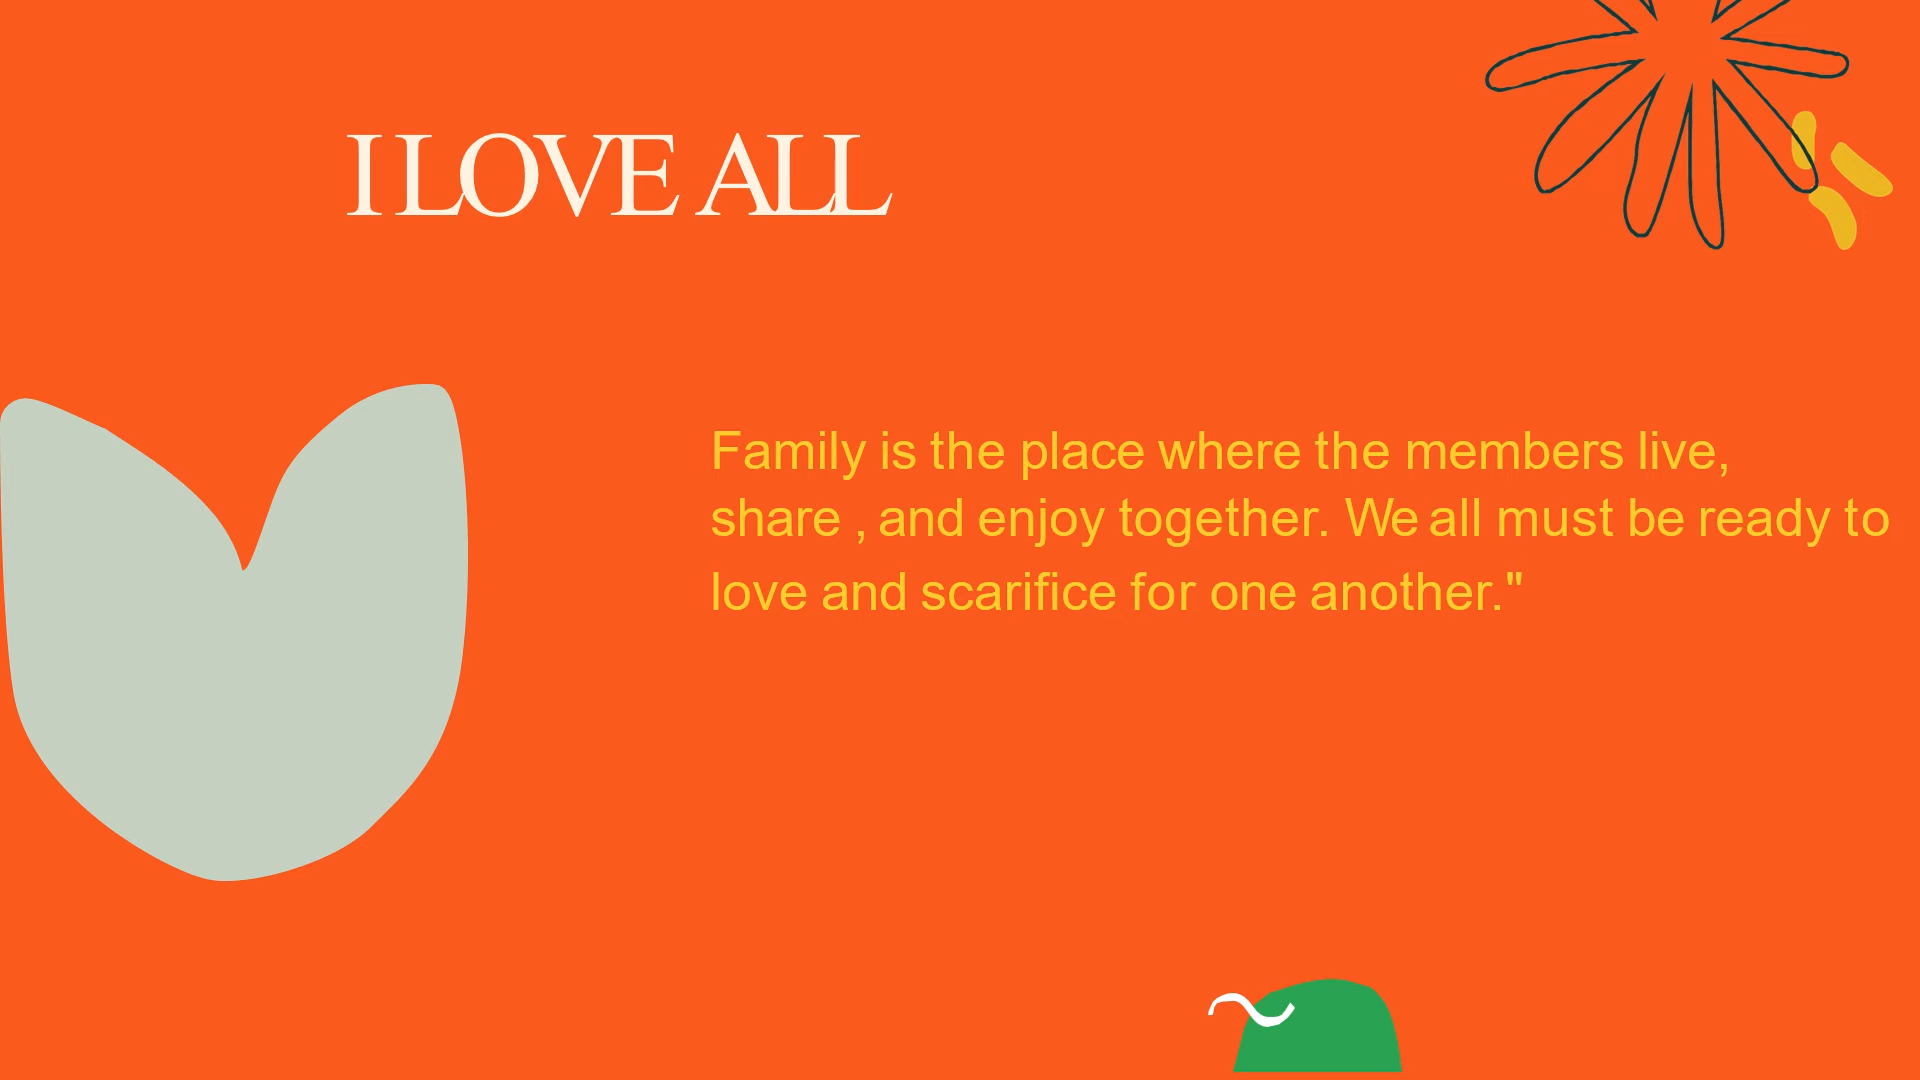 I LOVE ALL
Family is the place where the members live,
share , and enjoy together. We all must be ready to
love and scarifice for one another."